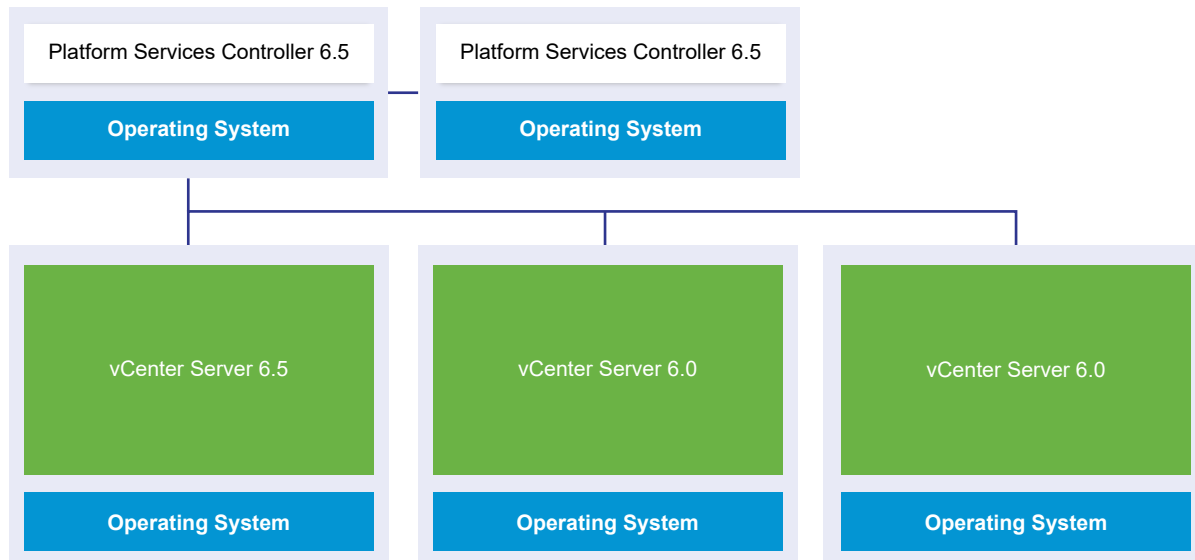 Platform Services Controller 6.5
Platform Services Controller 6.5
Operating System
Operating System
vCenter Server 6.5
vCenter Server 6.0
vCenter Server 6.0
Operating System
Operating System
Operating System